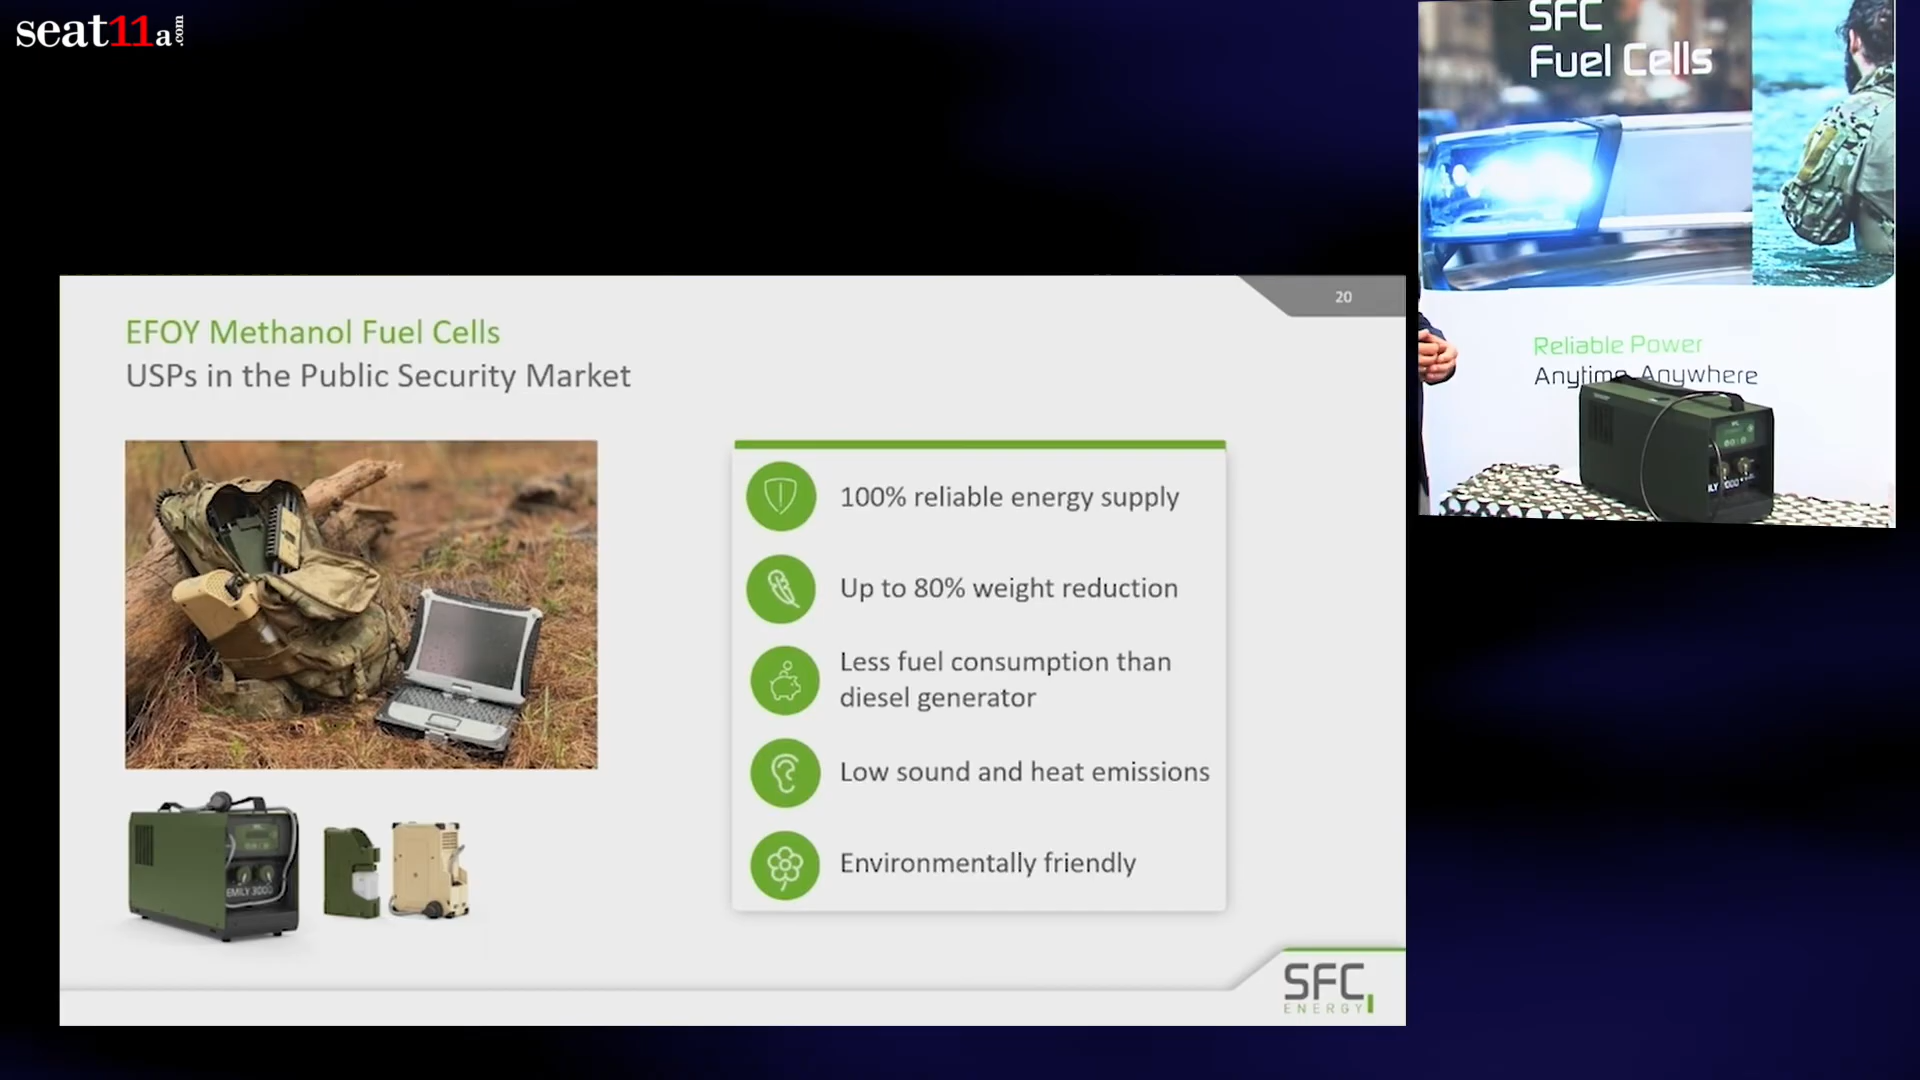 seat11a.com
SFC
Fuel Cells
Reliable Power
Anytime, Anywhere
20
EFOY Methanol Fuel Cells
USPs in the Public Security Market
100% reliable energy supply
Up to 80% weight reduction
Less fuel consumption than
diesel generator
Low sound and heat emissions
Environmentally friendly
EMILY 3000
SFC
ENERGY